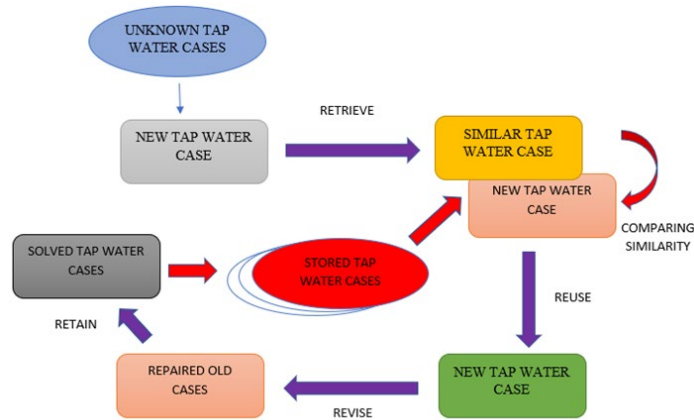 UNKNOWN TAP
WATER CASES
RETRIEVE
NEW TAP WATER
CASE
SIMILAR TAP
WATER CASE
NEW TAP WATER
CASE
COMPARING
SIMILARITY
SOLVED TAP WATER
CASES
STORED TAP
WATER CASES
REUSE
RETAIN
REPAIRED OLD
CASES
REVISE
NEW TAP WATER
CASE